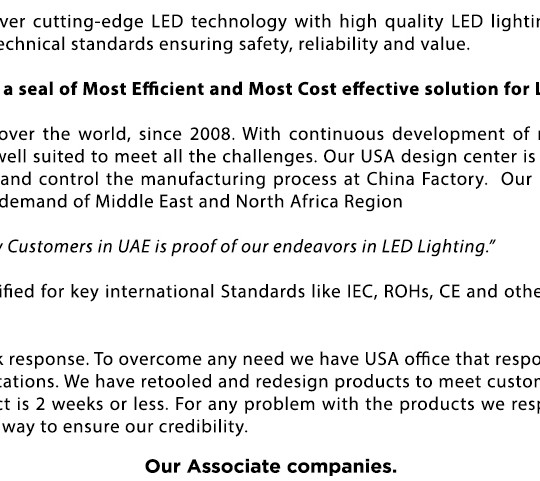 ver cutting-edge LED technology with high quality LED lightin
echnical standards ensuring safety, reliability and value.
a seal of Most Efficient and Most Cost effective solution for L
over the world, since 2008. With continuous development of
well suited to meet all the challenges. Our USA design center is
and control the manufacturing process at China Factory. Our
demand of Middle East and North Africa Region
Customers in UAE is proof of our endeavors in LED Lighting.”
ified for key international Standards like IEC, ROHs, CE and othe
k response. To overcome any need we have USA office that respo
cations. We have retooled and redesign products to meet custom
ct is 2 weeks or less. For any problem with the products we resp
way to ensure our credibility.
Our Associate companies.